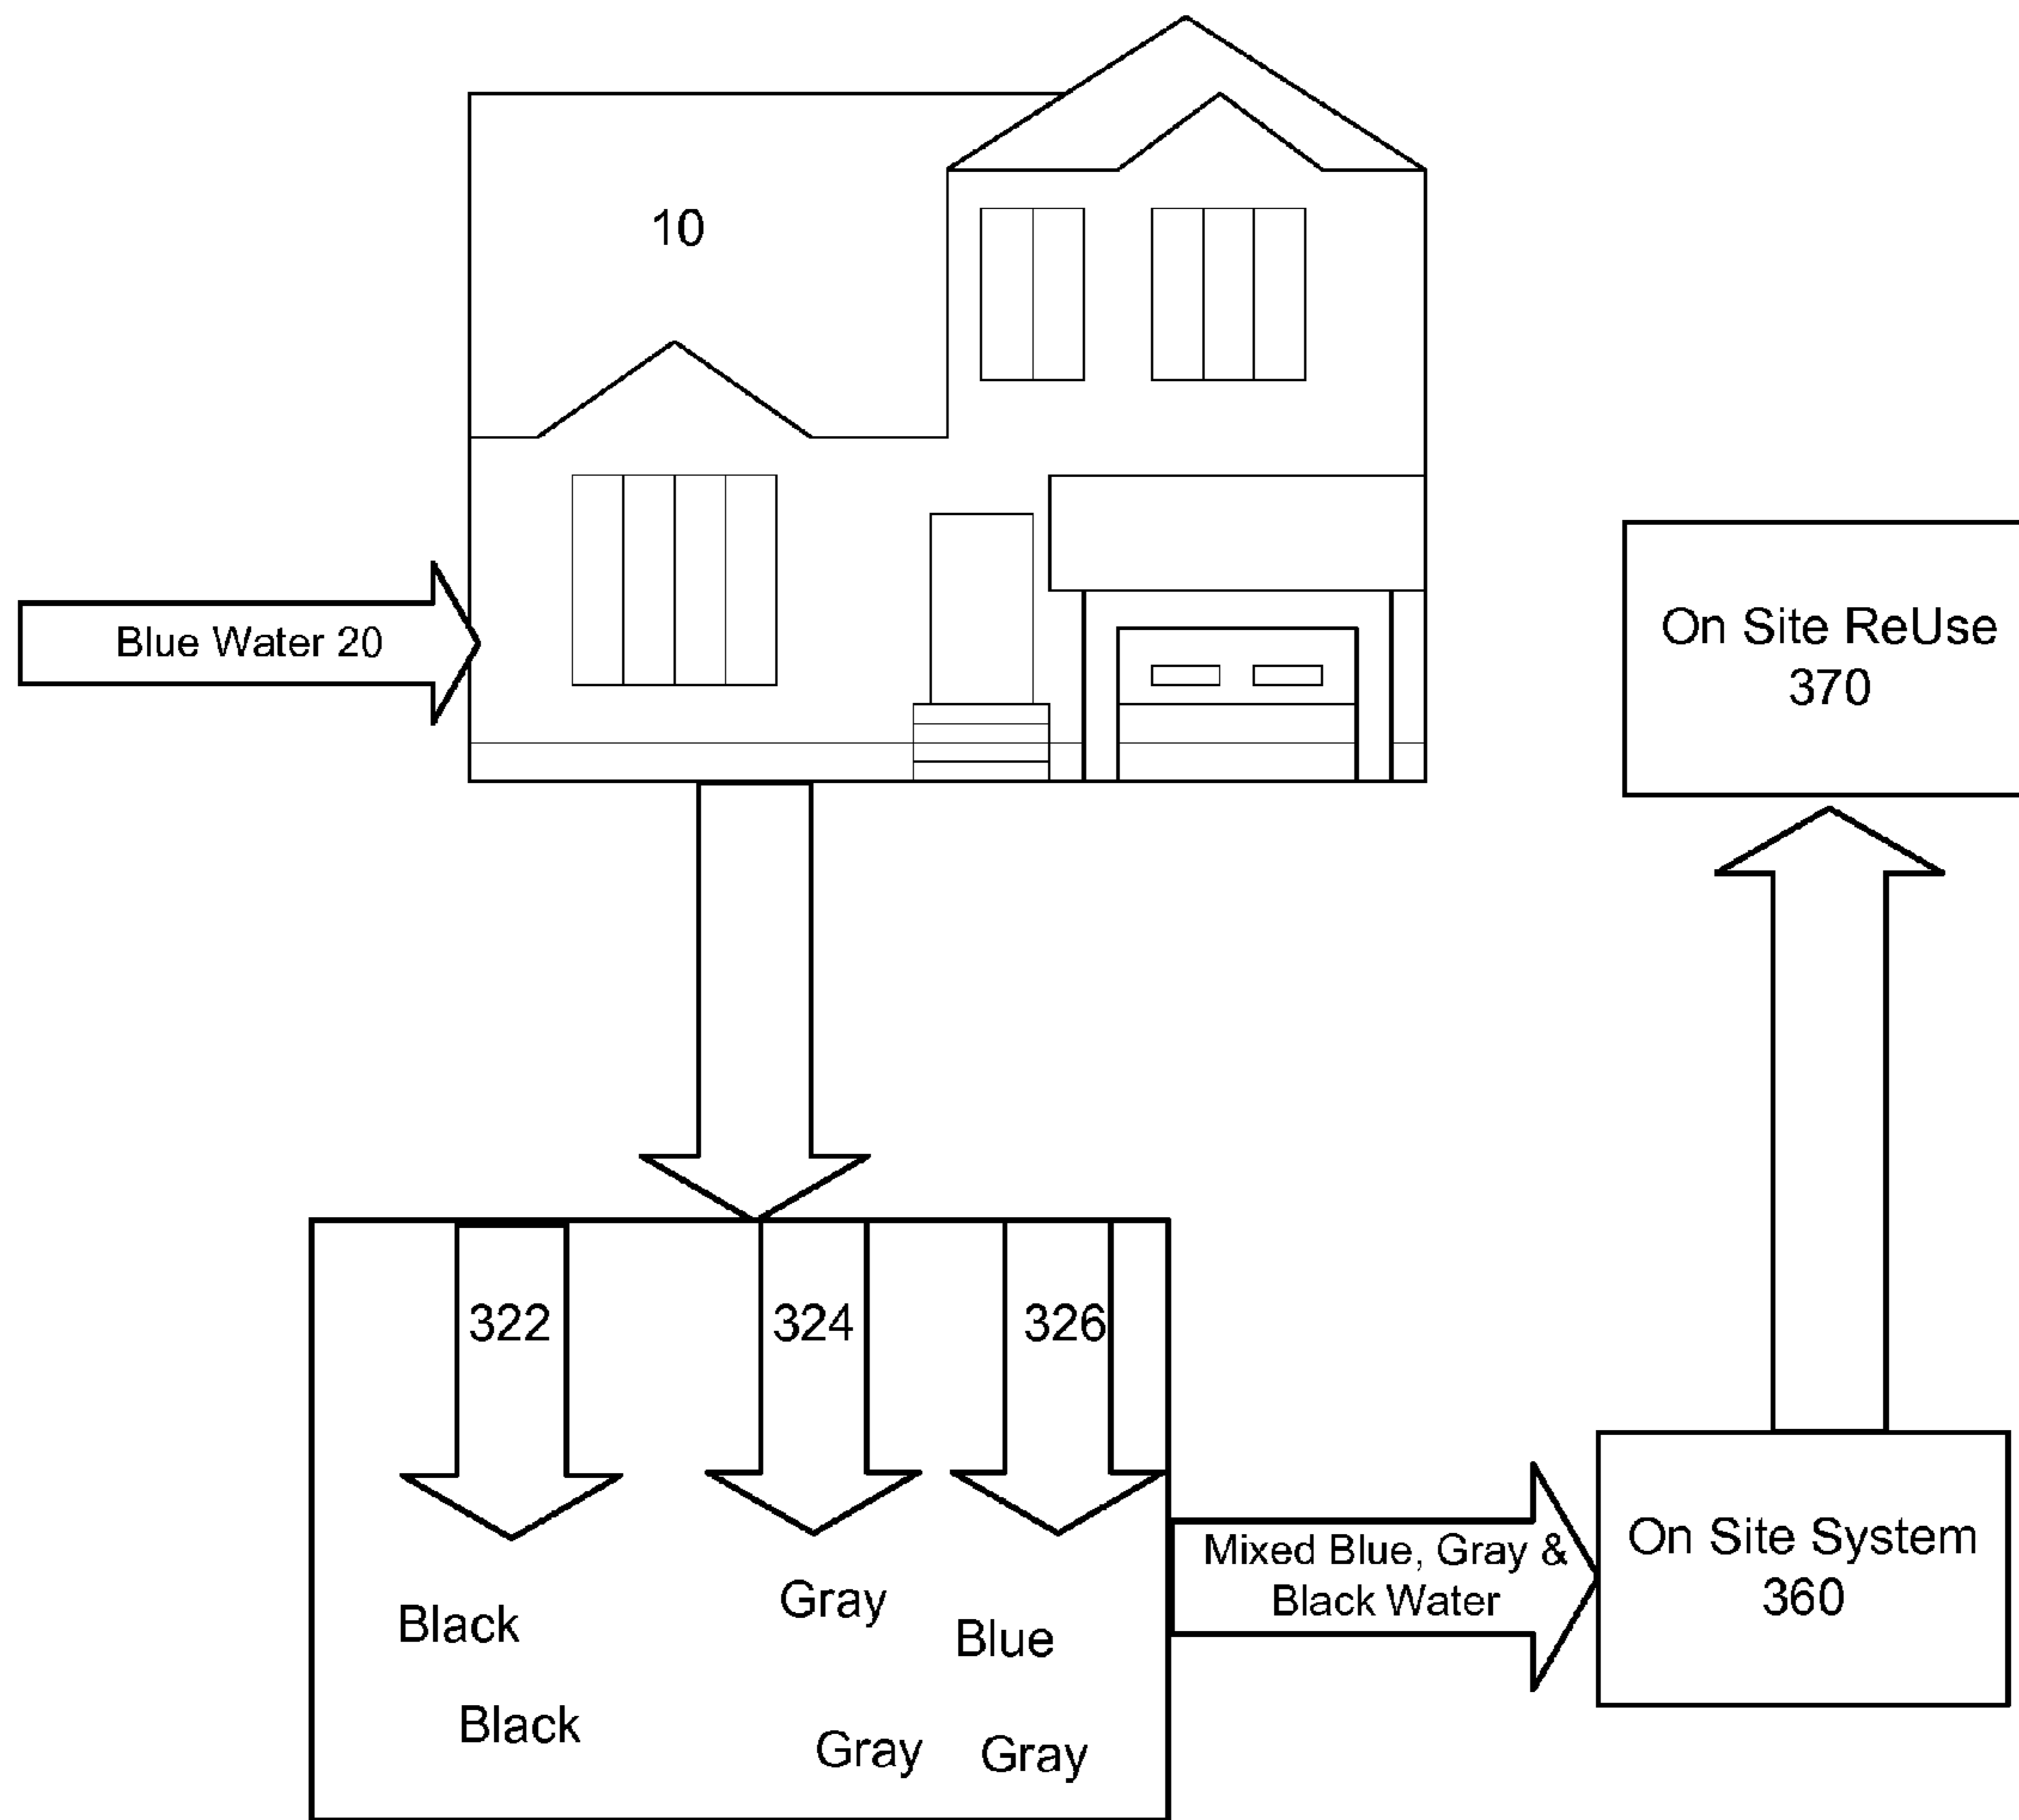 10
Blue Water 20
On Site ReUse
370
322
324
326
Mixed Blue, Gray &
Black Water
On Site System
360
Black
Gray
Blue
Black
Gray
Gray